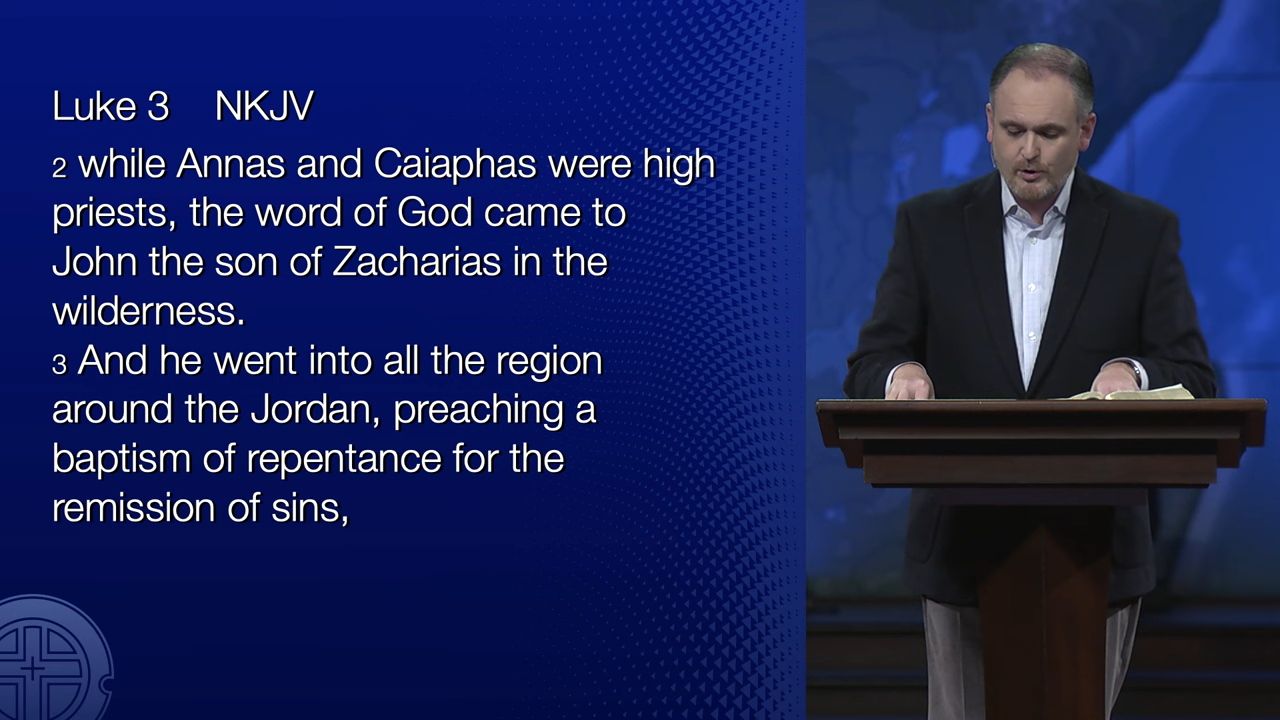 Luke 3 NKJV
2 while Annas and Caiaphas were high
priests, the word of God came to
John the son of Zacharias in the
wilderness.
3 And he went into all the region
around the Jordan, preaching a
baptism of repentance for the
remission of sins,